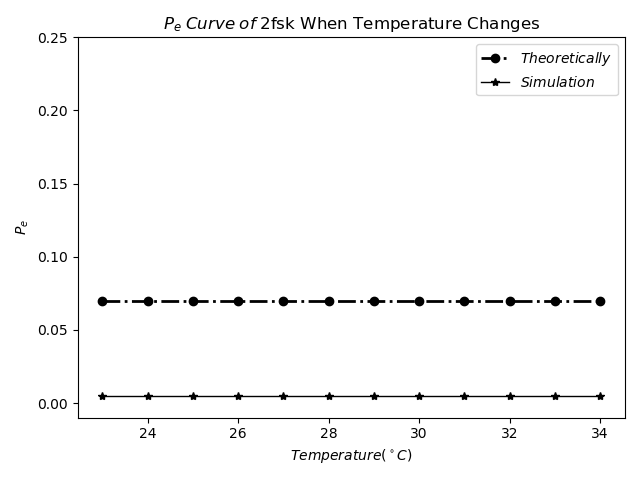 P_e Curve of 2fsk When Temperature Changes
0.25
Theoretically
Simulation
0.20
0.15
P_e
0.10
0.05
0.00
24 26 28 30 32 34
Temperature(°C)